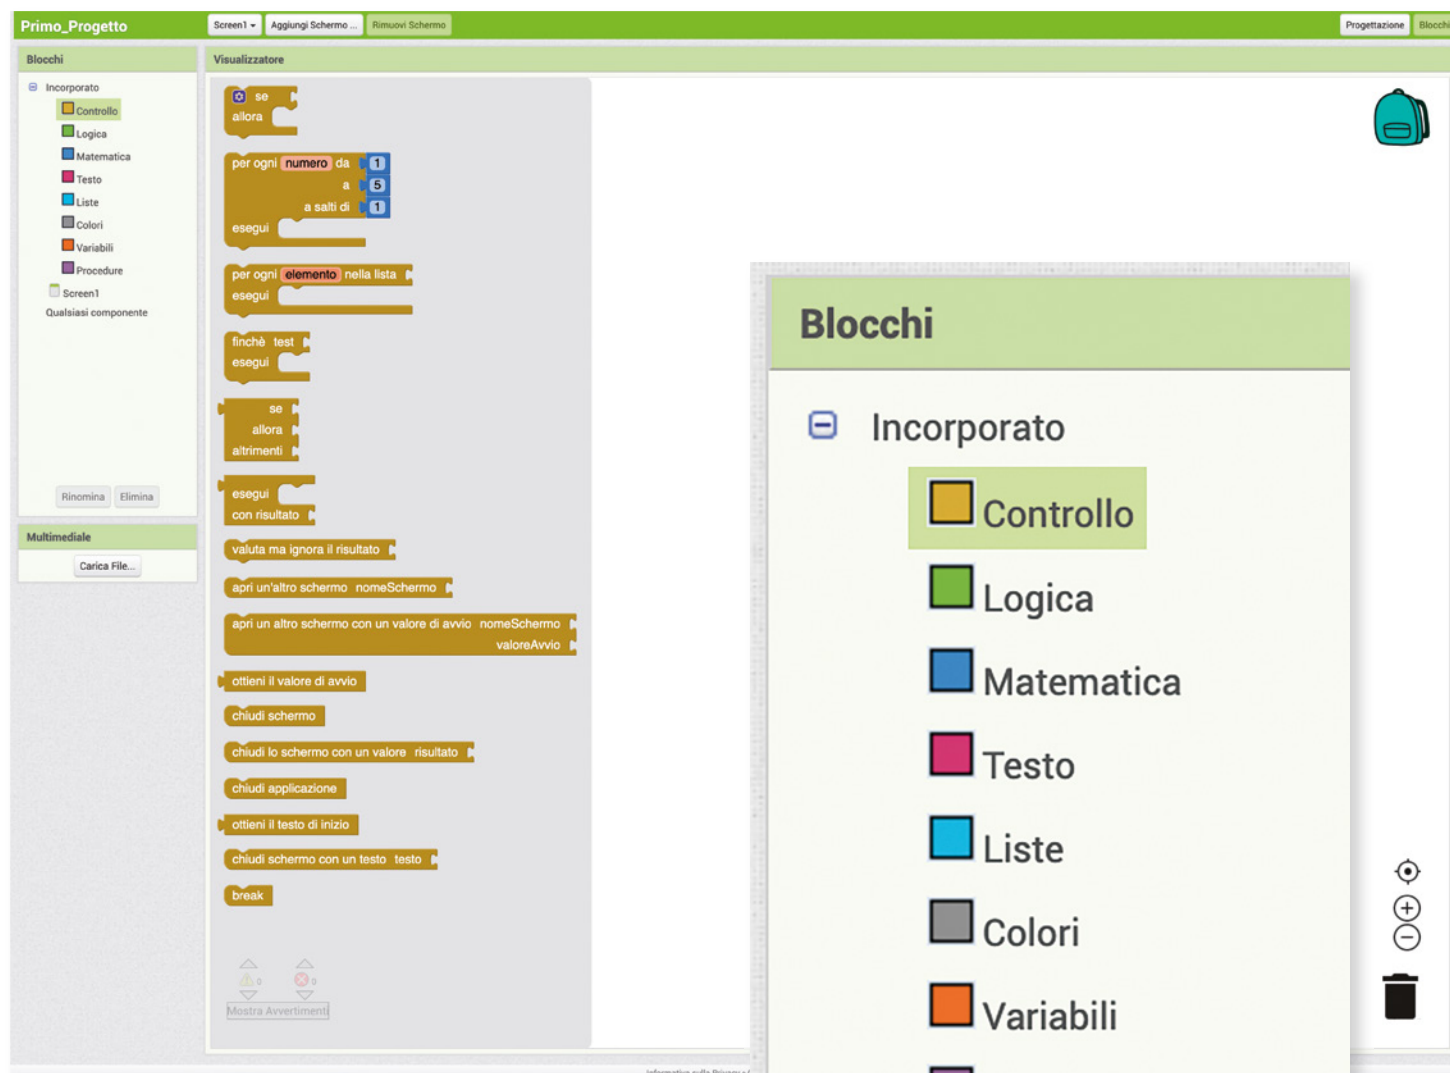 Primo_Progetto
Screen1
Aggiungi Schermo ...
Rimuovi Schermo
Progettazione
Blocchi
Blocchi
Incorporato
Controllo
Logica
Matematica
Testo
Liste
Colori
Variabili
Procedure
Screen1
Qualsiasi componente
Rinomina
Elimina
Multimediale
Carica File...
Visualizzatore
se
allora
per ogni numero da 1
a 5
a salti di 1
esegui
per ogni elemento nella lista
esegui
finchè test
esegui
se
allora
altrimenti
esegui
con risultato
valuta ma ignora il risultato
apri un'altro schermo nomeSchermo
apri un altro schermo con un valore di avvio nomeSchermo
valoreAvvio
ottieni il valore di avvio
chiudi schermo
chiudi lo schermo con un valore risultato
chiudi applicazione
ottieni il testo di inizio
chiudi schermo con un testo testo
break
0 0
Mostra Avvertimenti
Blocchi
Incorporato
Controllo
Logica
Matematica
Testo
Liste
Colori
Variabili